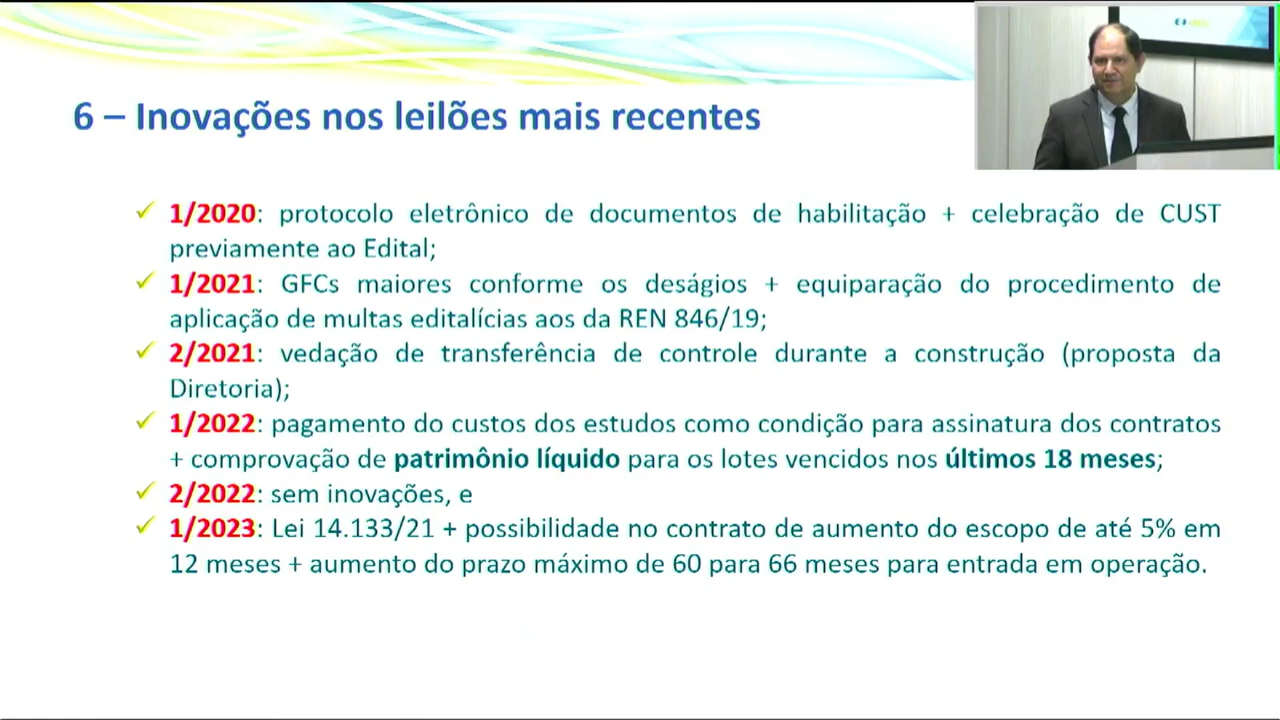 6 – Inovações nos leilões mais recentes
✓ 1/2020: protocolo eletrônico de documentos de habilitação + celebração de CUST
previamente ao Edital;
✓ 1/2021: GFCs maiores conforme os deságios + equiparação do procedimento de
aplicação de multas editalícias aos da REN 846/19;
✓ 2/2021: vedação de transferência de controle durante a construção (proposta da
Diretoria);
✓ 1/2022: pagamento do custos dos estudos como condição para assinatura dos contratos
+ comprovação de patrimônio líquido para os lotes vencidos nos últimos 18 meses;
✓ 2/2022: sem inovações, e
✓ 1/2023: Lei 14.133/21 + possibilidade no contrato de aumento do escopo de até 5% em
12 meses + aumento do prazo máximo de 60 para 66 meses para entrada em operação.